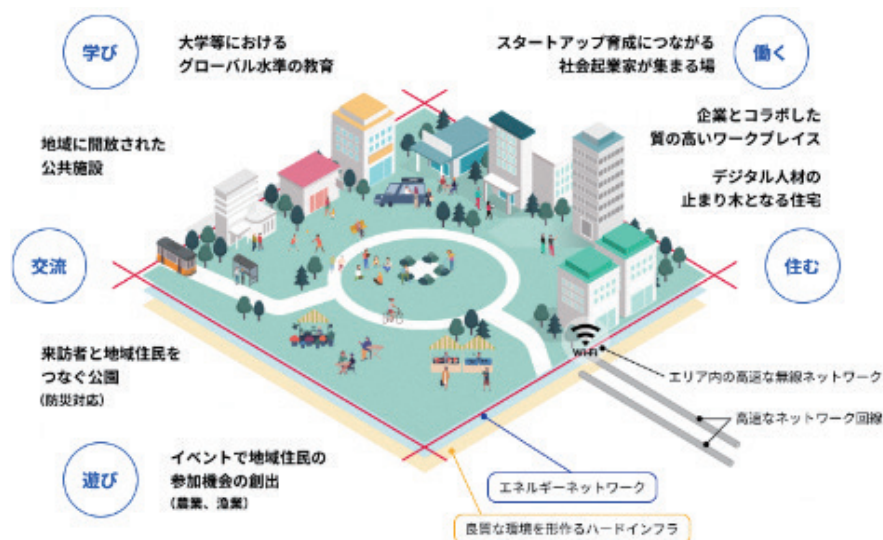 学び
大学等における
グローバル水準の教育
スタートアップ育成につながる
社会起業家が集まる場
働く
地域に開放された
公共施設
企業とコラボした
質の高いワークプレイス
デジタル人材の
止まり木となる住宅
交流
住む
Wi-Fi
来訪者と地域住民を
つなぐ公園
(防災対応)
エリア内の高速な無線ネットワーク
高速なネットワーク回線
遊び
イベントで地域住民の
参加機会の創出
(農業、漁業)
エネルギーネットワーク
良質な環境を形作るハードインフラ